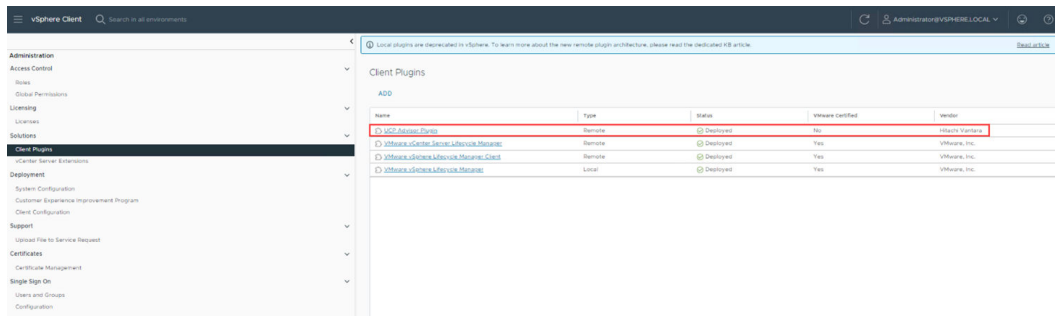 vSphere Client Search in all environments Administrator@VSPHERE.LOCAL
Local plugins are deprecated in vSphere. To learn more about the new remote plugin architecture, please read the dedicated KB article. Read article
Administration
Access Control
Roles
Global Permissions
Licensing
Licenses
Solutions
Client Plugins
vCenter Server Extensions
Deployment
System Configuration
Customer Experience Improvement Program
Client Configuration
Support
Upload File to Service Request
Certificates
Certificate Management
Single Sign On
Users and Groups
Configuration
Client Plugins
ADD
Name Type Status VMware Certified Vendor
UCP Advisor Plugin Remote Deployed No Hitachi Vantara
VMware vCenter Server Lifecycle Manager Remote Deployed Yes VMware, Inc.
VMware vSphere Lifecycle Manager Client Remote Deployed Yes VMware, Inc.
VMware vSphere Lifecycle Manager Local Deployed Yes VMware, Inc.